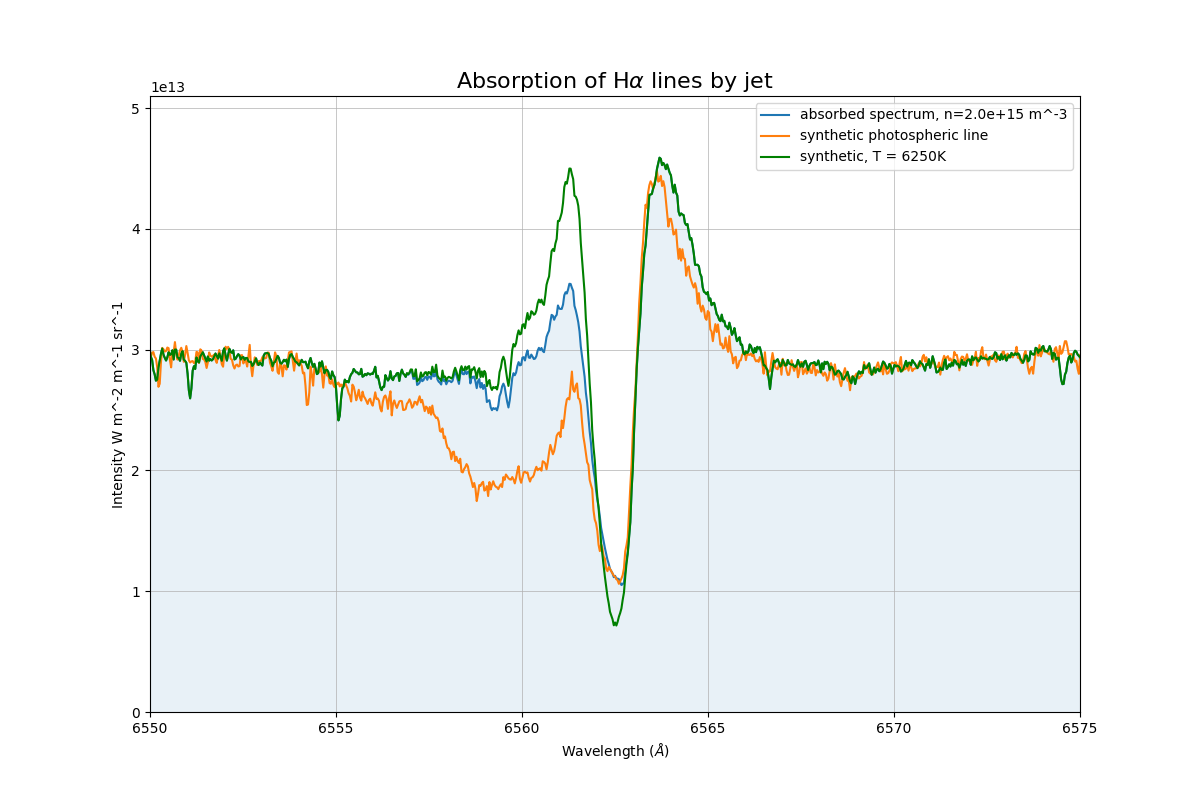 Absorption of Hα lines by jet
1e13
absorbed spectrum, n=2.0e+15 m^-3
synthetic photospheric line
synthetic, T = 6250K
Intensity W m^-2 m^-1 sr^-1
5
4
3
2
1
0
6550 6555 6560 6565 6570 6575
Wavelength (Å)